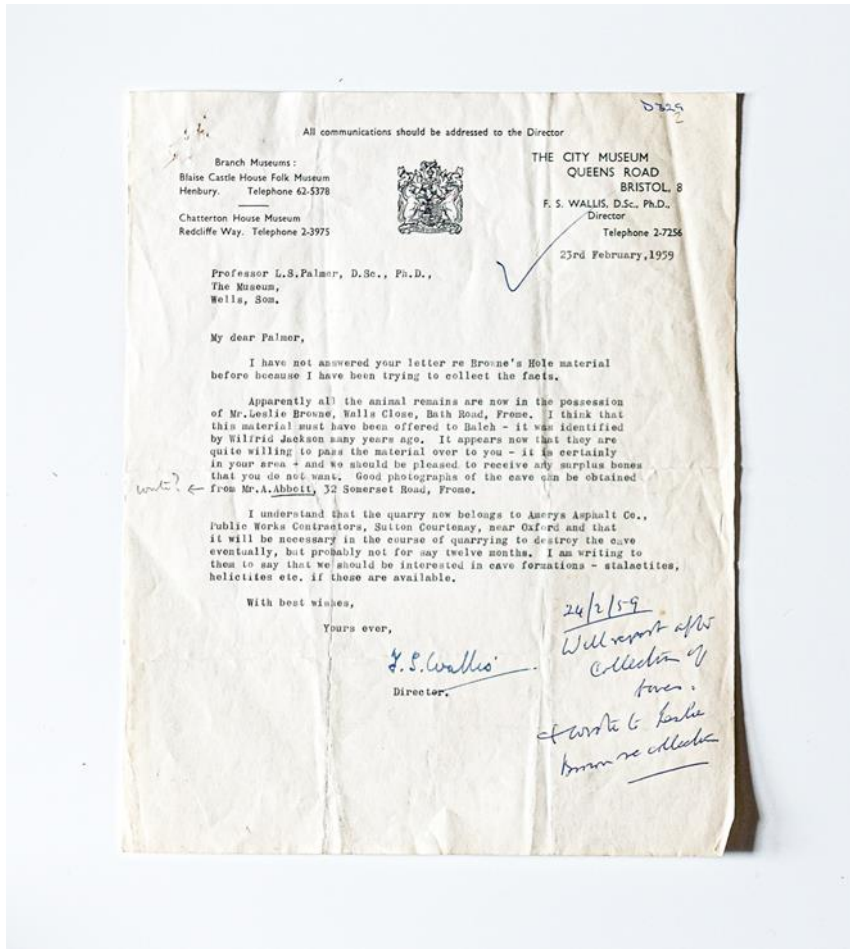 D329
2
All communications should be addressed to the Director
Branch Museums :
Blaise Castle House Folk Museum
Henbury. Telephone 62-5378
Chatterton House Museum
Redcliffe Way. Telephone 2-3975
THE CITY MUSEUM
QUEENS ROAD
BRISTOL, 8
F. S. WALLIS, D.Sc., Ph.D.,
Director
Telephone 2-7256
23rd February,1959
Professor L.S.Palmer, D.Sc., Ph.D.,
The Museum,
Wells, Som.
My dear Palmer,
I have not answered your letter re Browne's Hole material
before because I have been trying to collect the facts.
Apparently all the animal remains are now in the possession
of Mr.Leslie Browne, Walls Close, Bath Road, Frome. I think that
this material must have been offered to Balch - it was identified
by Wilfrid Jackson many years ago. It appears now that they are
quite willing to pass the material over to you - it is certainly
in your area - and we should be pleased to receive any surplus bones
that you do not want. Good photographs of the cave can be obtained
wrote? ← from Mr.A.Abbott, 32 Somerset Road, Frome.
I understand that the quarry now belongs to Amerys Asphalt Co.,
Public Works Contractors, Sutton Courtenay, near Oxford and that
it will be necessary in the course of quarrying to destroy the cave
eventually, but probably not for say twelve months. I am writing to
them to say that we should be interested in cave formations - stalactites,
helictites etc. if these are available.
With best wishes,
Yours ever,
F.S.Wallis
Director.
24/2/59
Will report after
Collection of
bones.
& wrote to Leslie
Brown re collection